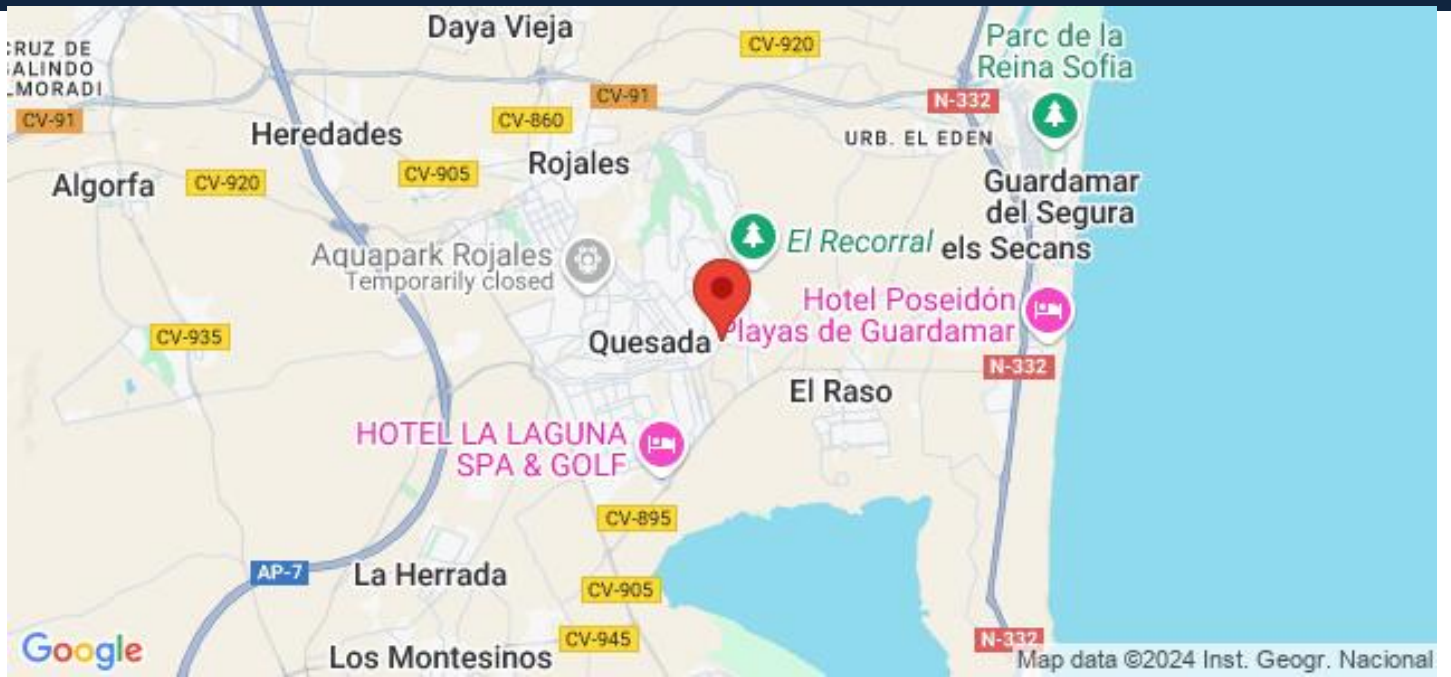 Daya Vieja
CV-920
Parc de la
Reina Sofia
CRUZ DE
GALINDO
LMORADI
CV-91
CV-91
N-332
CV-860
Heredades
URB. EL EDEN
Rojales
Algorfa
CV-920
CV-905
Guardamar
del Segura
El Recorral
els Secans
Aquapark Rojales
Temporarily closed
Hotel Poseidón
Playas de Guardamar
CV-935
Quesada
N-332
El Raso
HOTEL LA LAGUNA
SPA & GOLF
CV-895
AP-7
La Herrada
CV-905
CV-945
N-332
Google
Los Montesinos
Map data ©2024 Inst. Geogr. Nacional